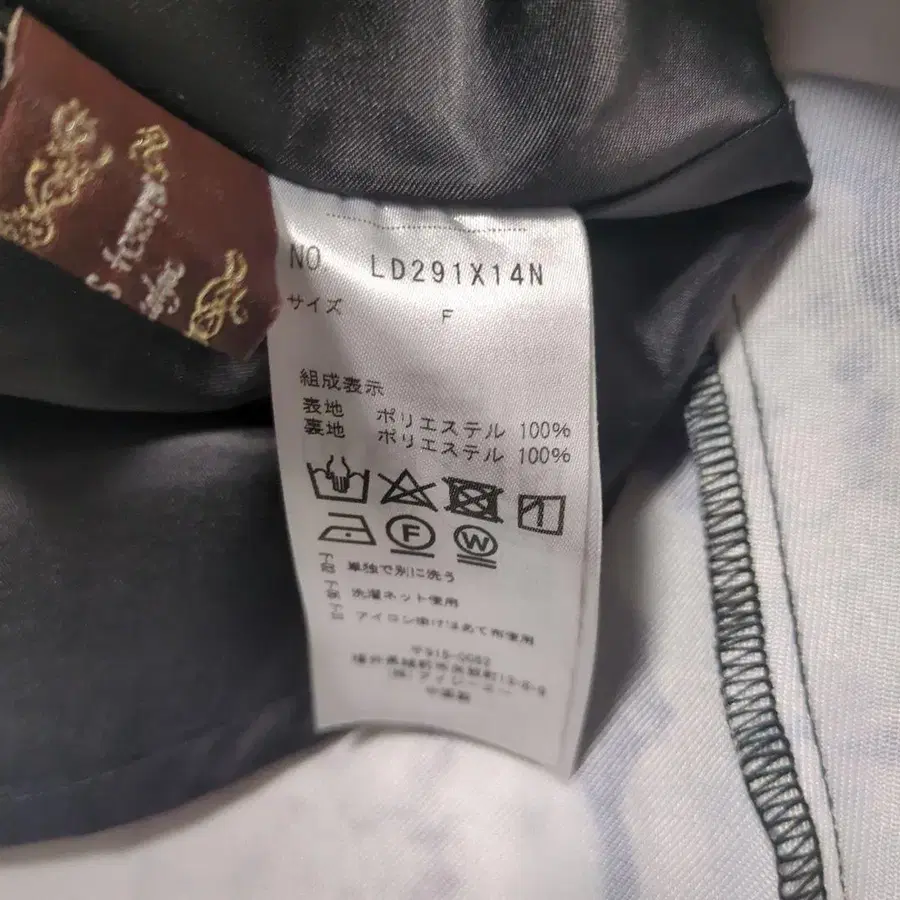 NO. LD291X14N
サイズ F
組成表示
表地 ポリエステル 100%
裏地 ポリエステル 100%
F
W
単独で別に洗う
洗濯ネット使用
アイロン掛けはあて布使用
〒915-0082
中国製